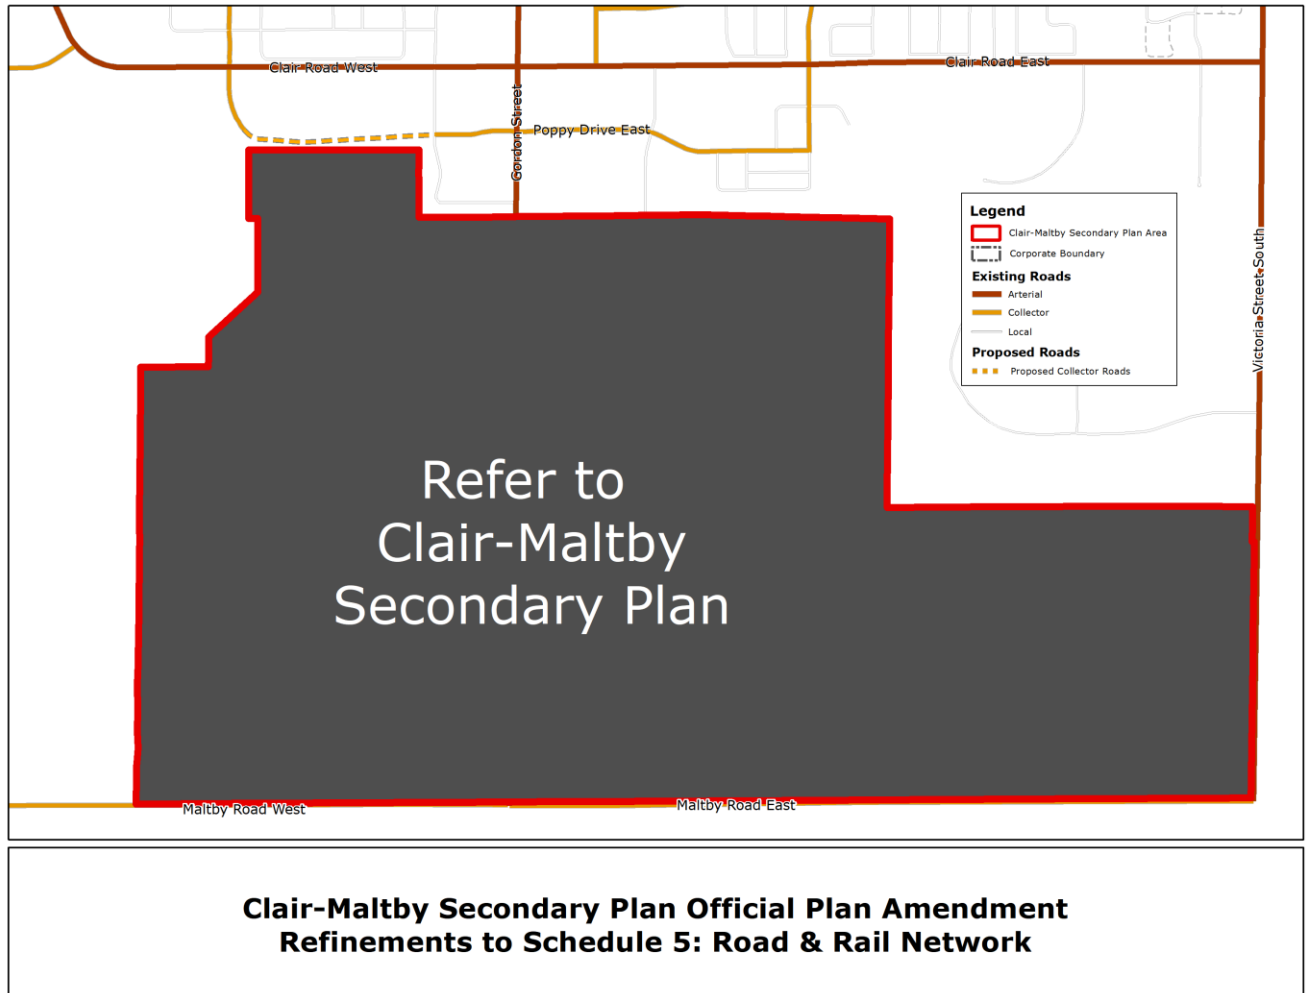 Clair Road West
Clair Road East
Gordon Street
Poppy Drive East
Victoria Street South
Legend
Clair-Maltby Secondary Plan Area
Corporate Boundary
Existing Roads
Arterial
Collector
Local
Proposed Roads
Proposed Collector Roads
Refer to
Clair-Maltby
Secondary Plan
Maltby Road West
Maltby Road East
Clair-Maltby Secondary Plan Official Plan Amendment
Refinements to Schedule 5: Road & Rail Network